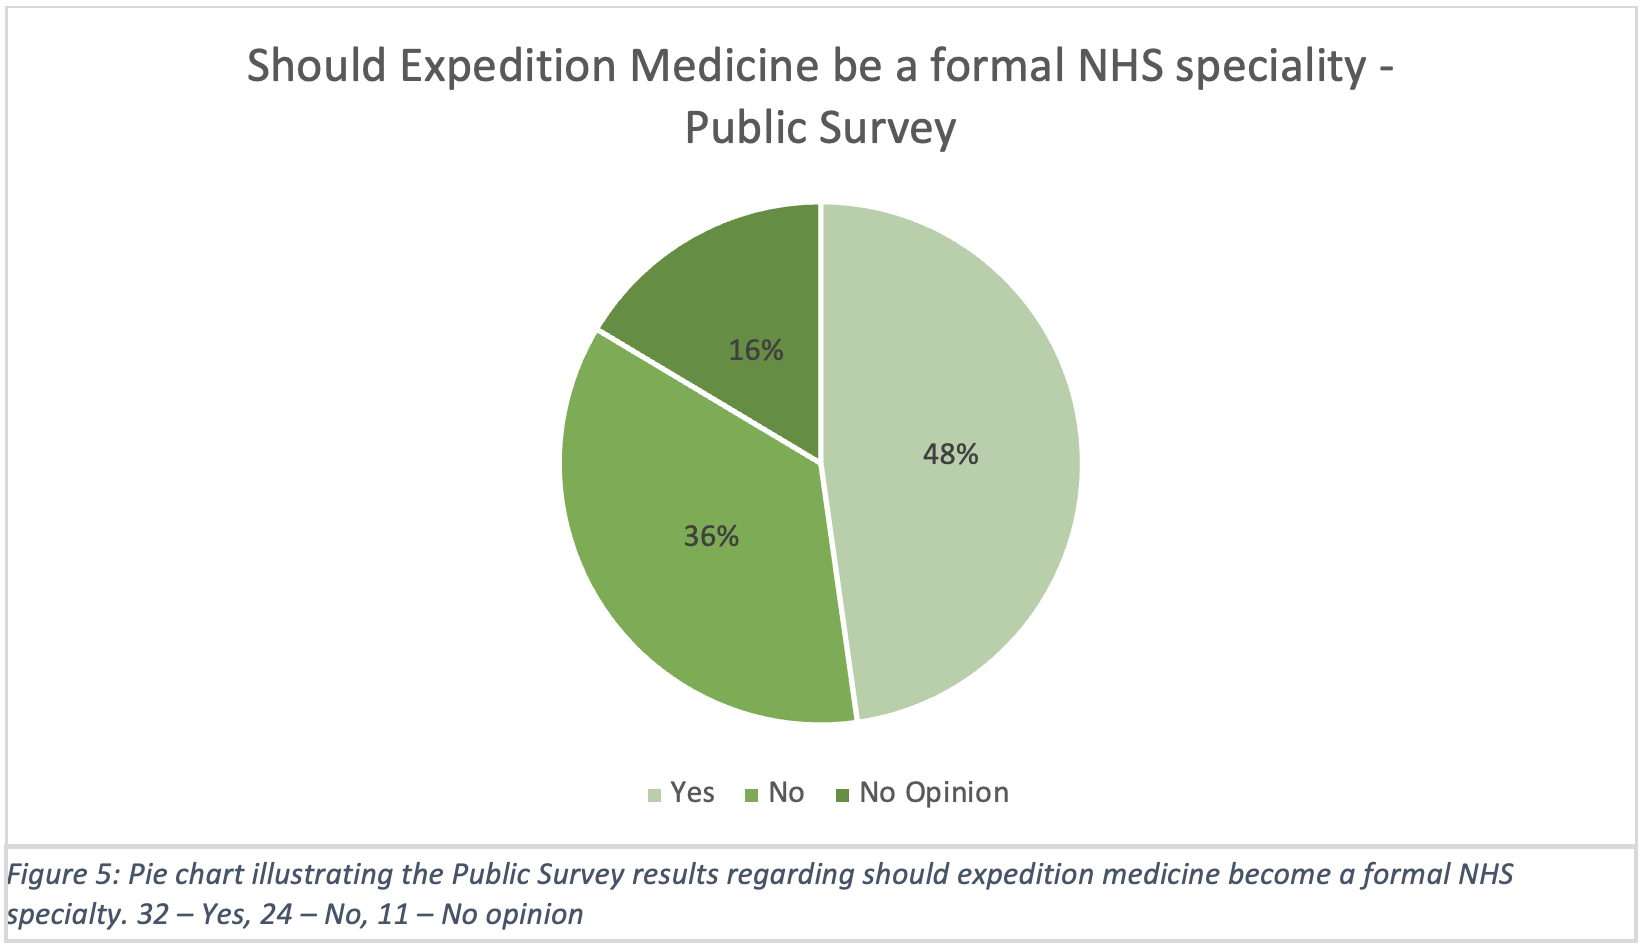 Should Expedition Medicine be a formal NHS speciality -
Public Survey
16%
48%
36%
Yes No No Opinion
Figure 5: Pie chart illustrating the Public Survey results regarding should expedition medicine become a formal NHS
specialty. 32 – Yes, 24 – No, 11 – No opinion